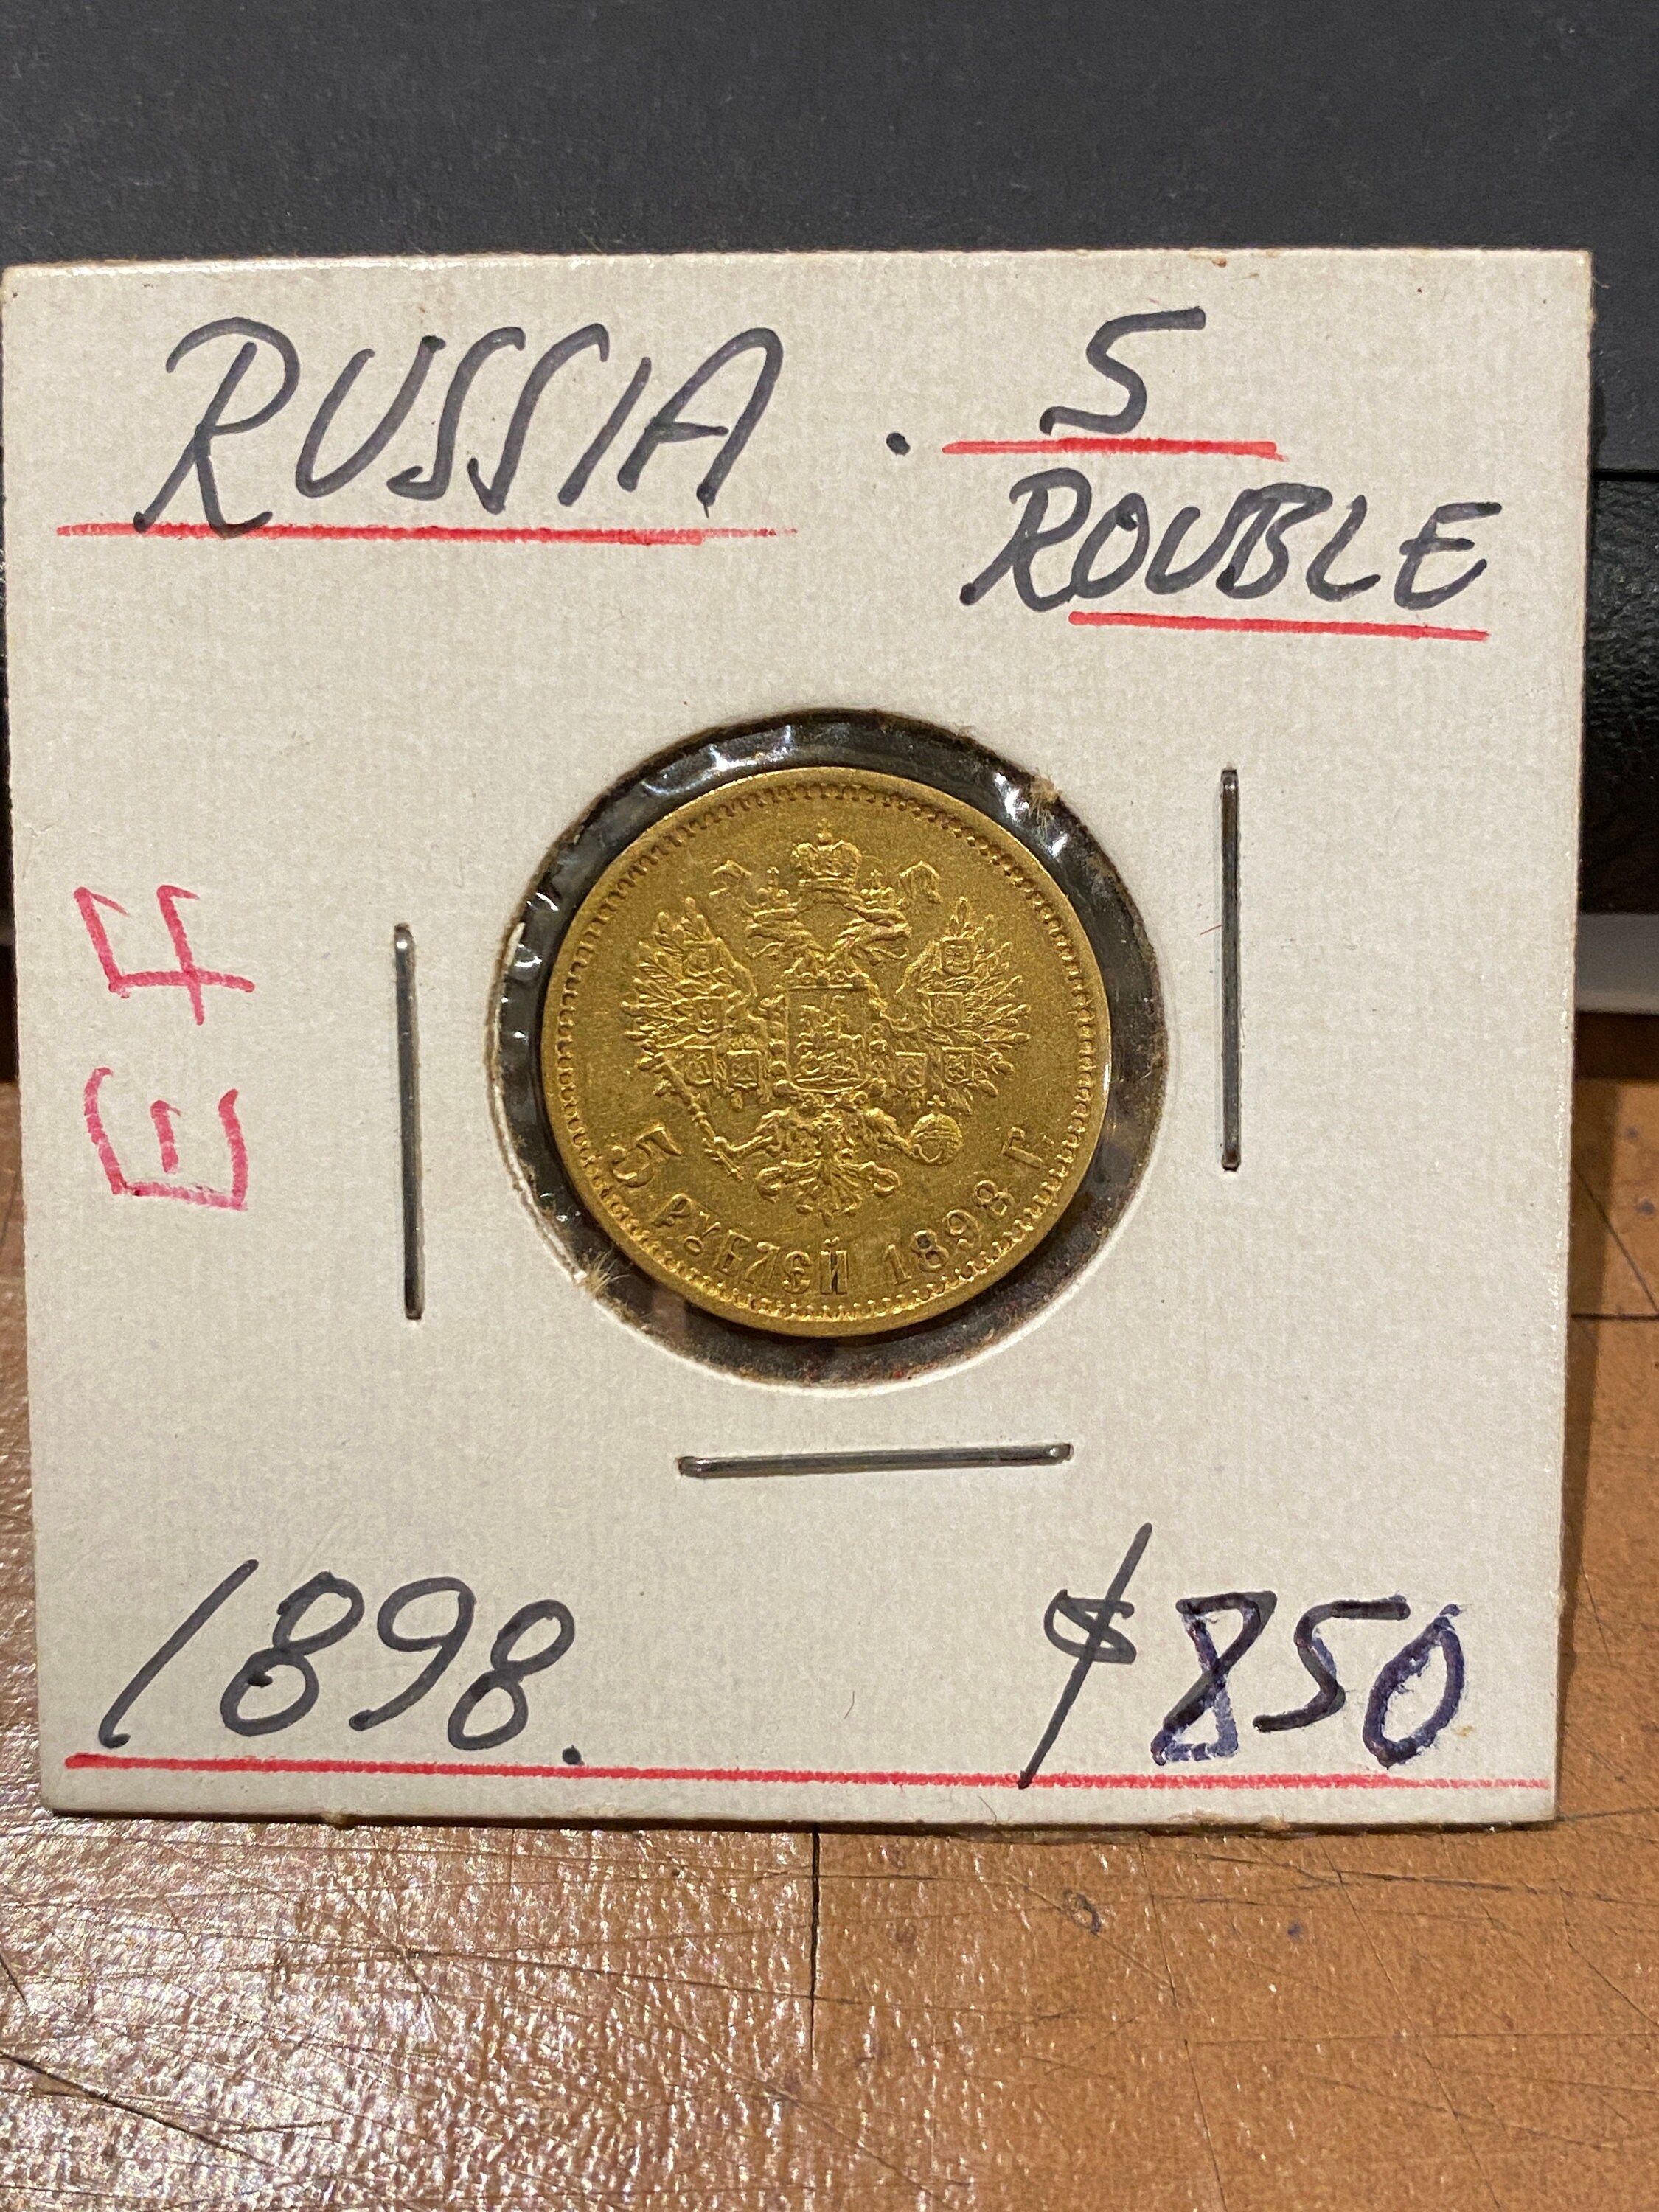 RUSSIA . 5
ROUBLE
EF
5 РУБЛЕЙ 1898 Г.
1898. $850